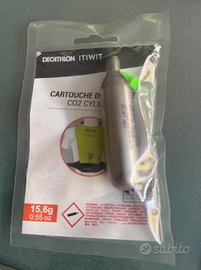 DECATHLON ITIWIT
CARTOUCHE D
CO2 CYLI
15,6g
0.55 oz
subito